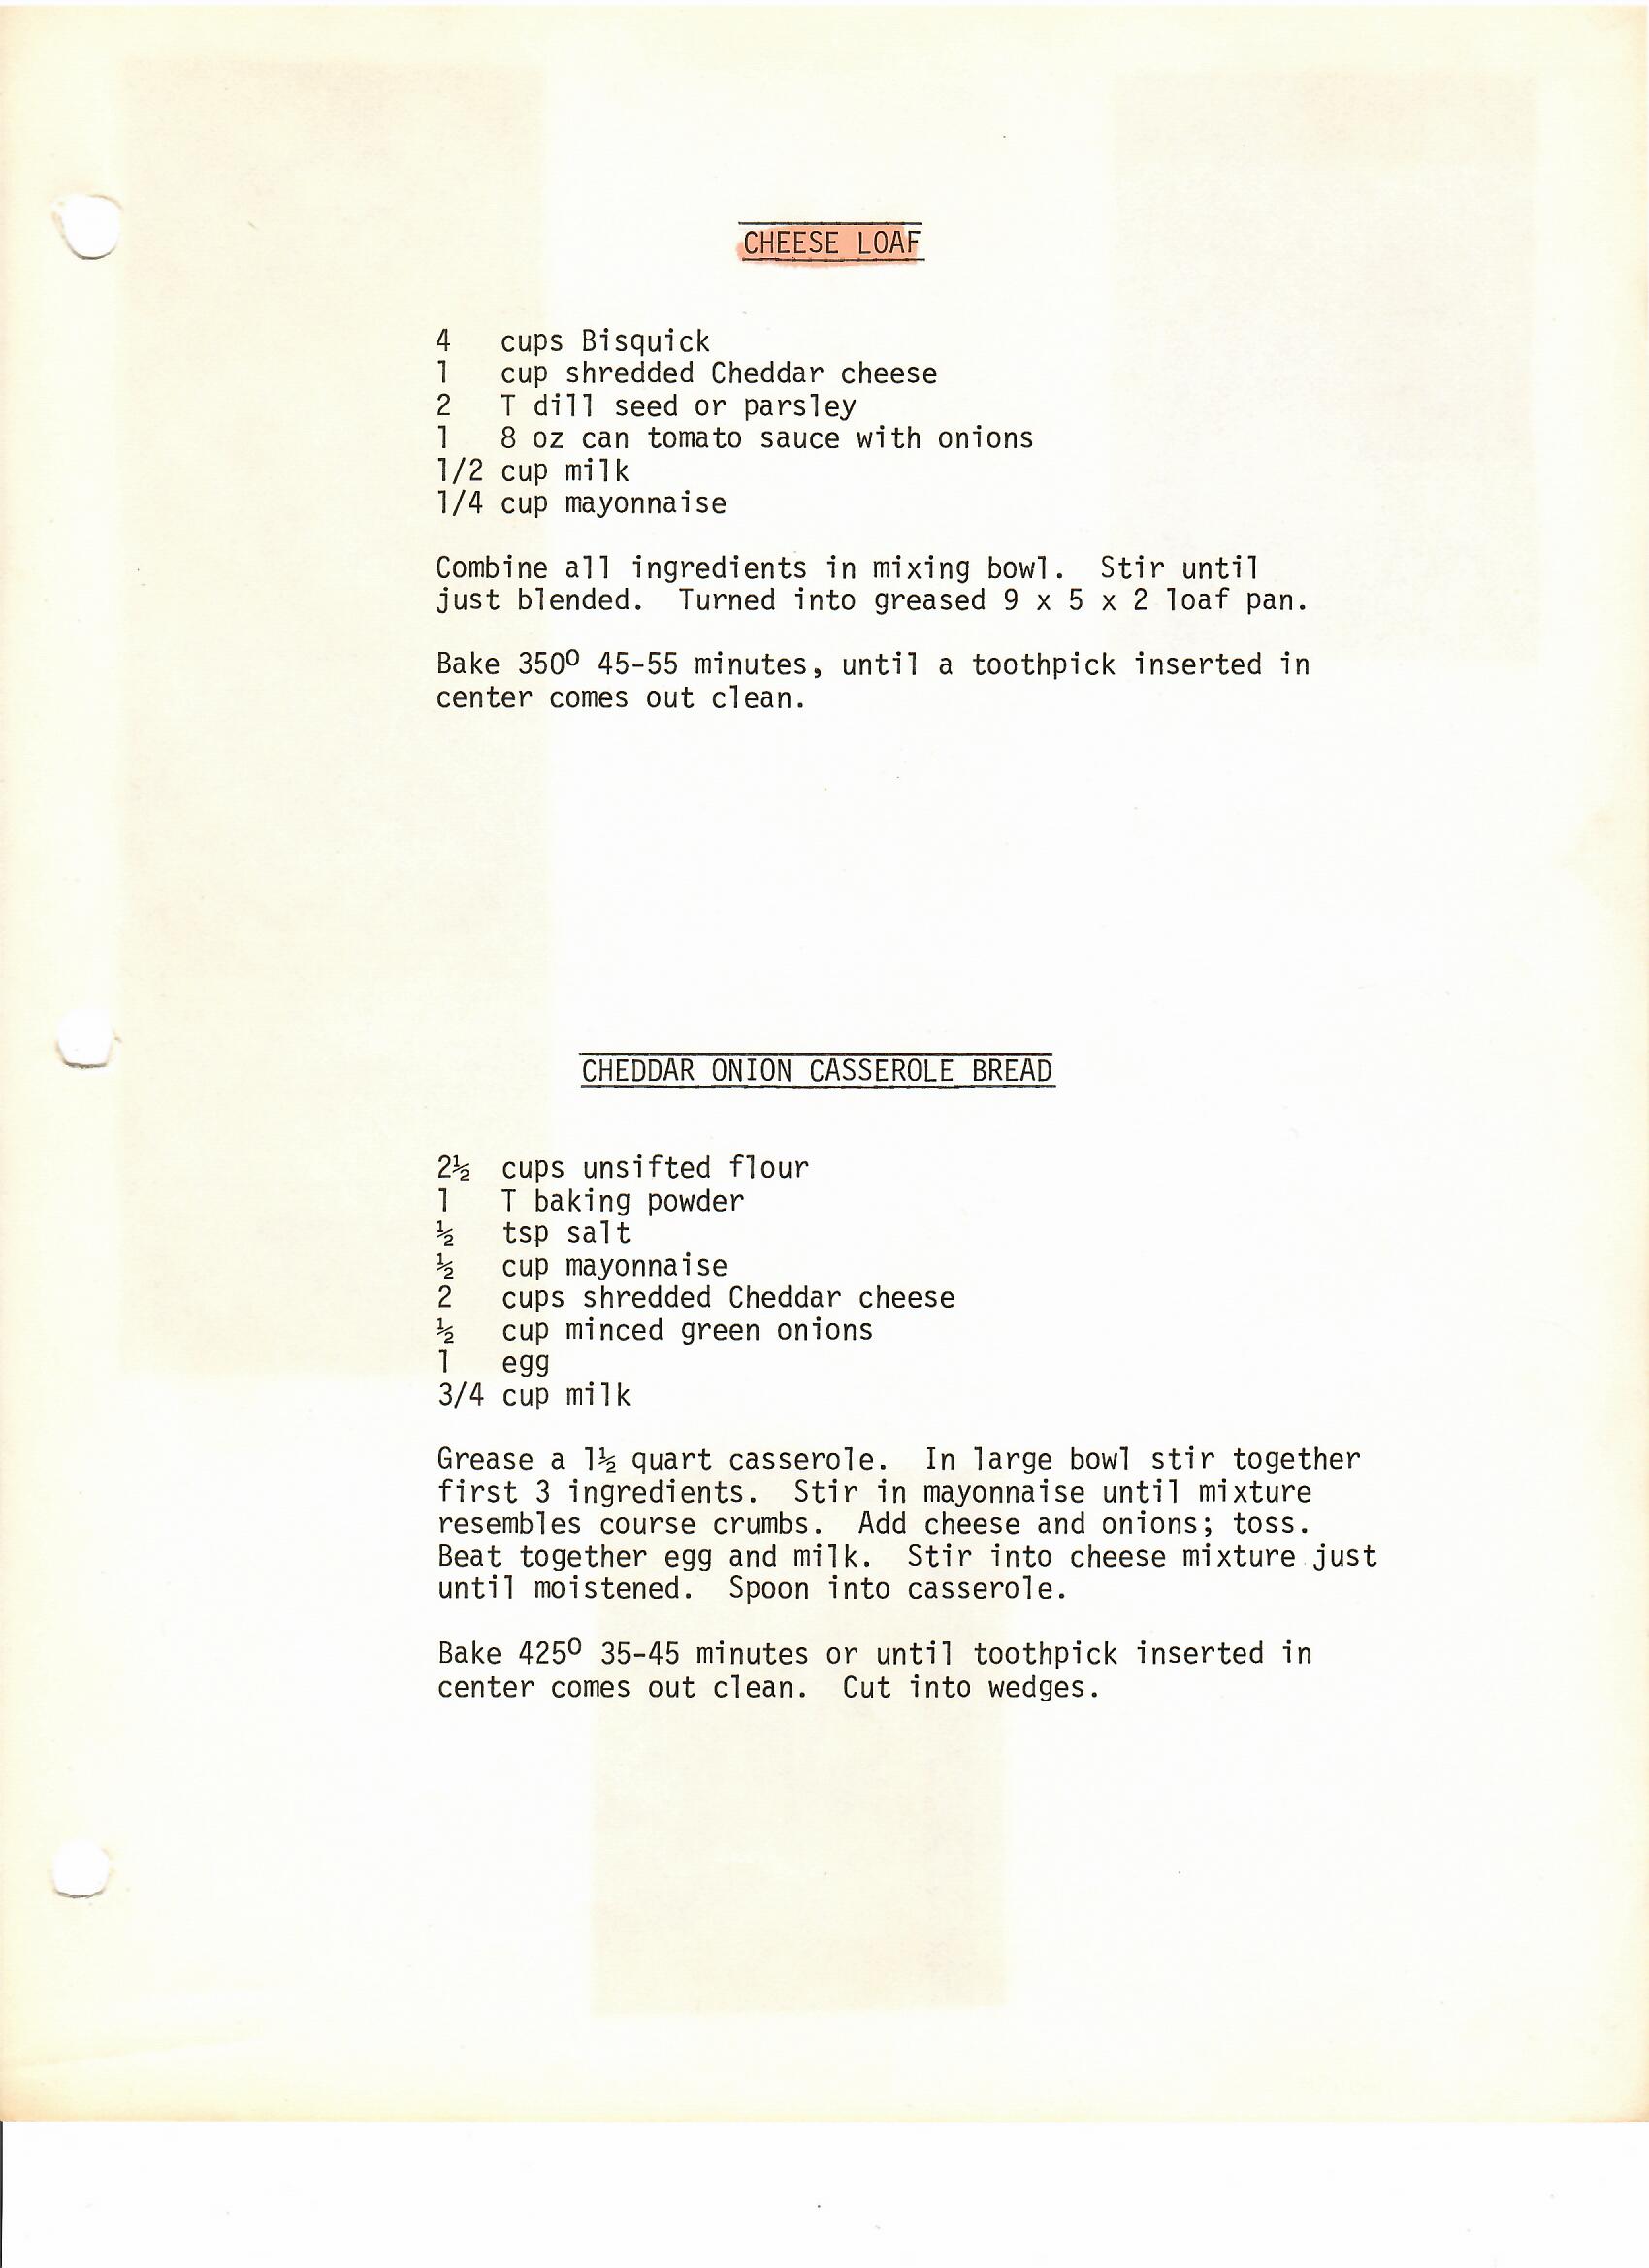 CHEESE LOAF
4 cups Bisquick
1 cup shredded Cheddar cheese
2 T dill seed or parsley
1 8 oz can tomato sauce with onions
1/2 cup milk
1/4 cup mayonnaise
Combine all ingredients in mixing bowl. Stir until
just blended. Turned into greased 9 x 5 x 2 loaf pan.
Bake 350º 45-55 minutes, until a toothpick inserted in
center comes out clean.
CHEDDAR ONION CASSEROLE BREAD
2½ cups unsifted flour
1 T baking powder
½ tsp salt
½ cup mayonnaise
2 cups shredded Cheddar cheese
½ cup minced green onions
1 egg
3/4 cup milk
Grease a 1½ quart casserole. In large bowl stir together
first 3 ingredients. Stir in mayonnaise until mixture
resembles course crumbs. Add cheese and onions; toss.
Beat together egg and milk. Stir into cheese mixture just
until moistened. Spoon into casserole.
Bake 425º 35-45 minutes or until toothpick inserted in
center comes out clean. Cut into wedges.